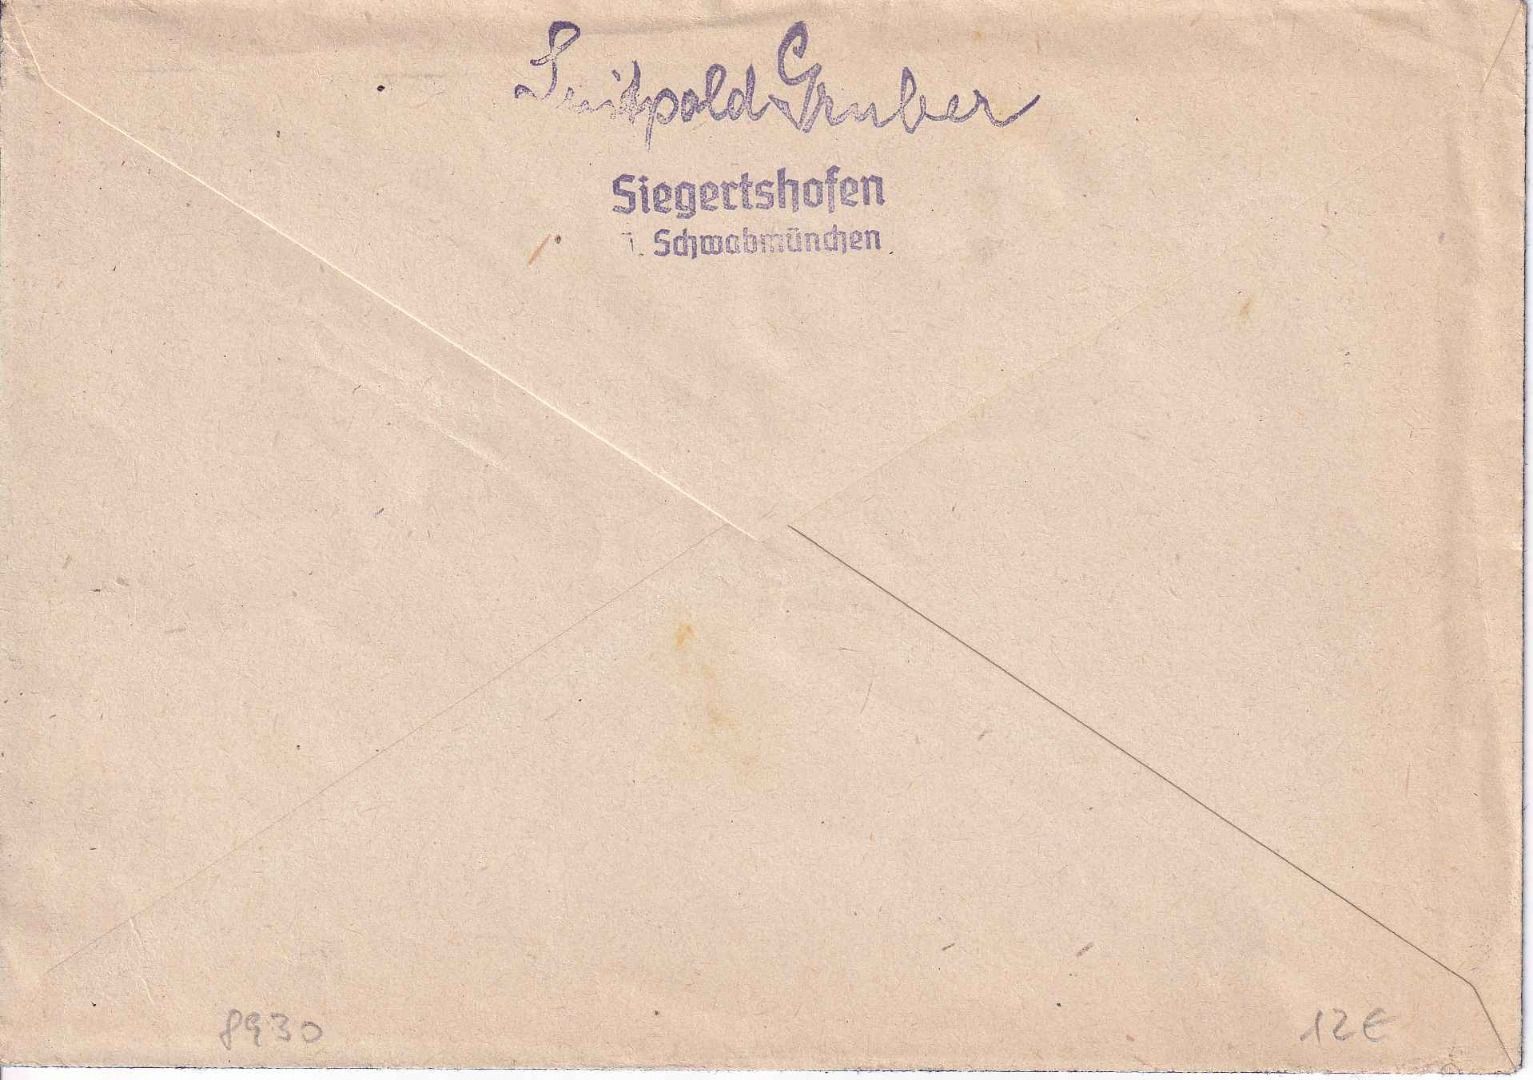 Luitpold Gruber
Siegertshofen
Schwabmünchen
8930
12€